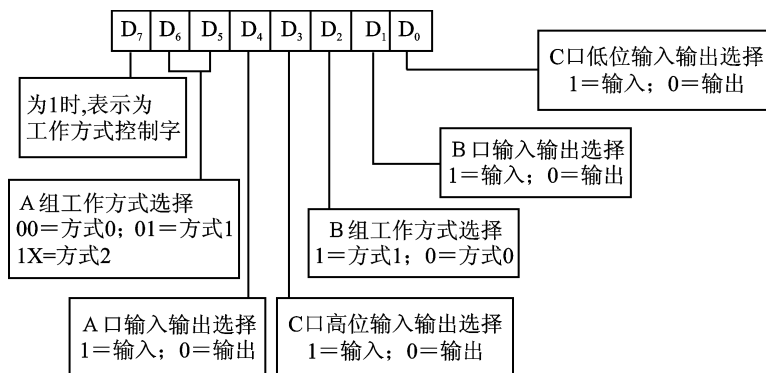 D₇ D₆ D₅ D₄ D₃ D₂ D₁ D₀
C口低位输入输出选择
1=输入；0=输出
为1时,表示为
工作方式控制字
B口输入输出选择
1=输入；0=输出
A组工作方式选择
00=方式0；01=方式1
1X=方式2
B组工作方式选择
1=方式1；0=方式0
A口输入输出选择
1=输入；0=输出
C口高位输入输出选择
1=输入；0=输出